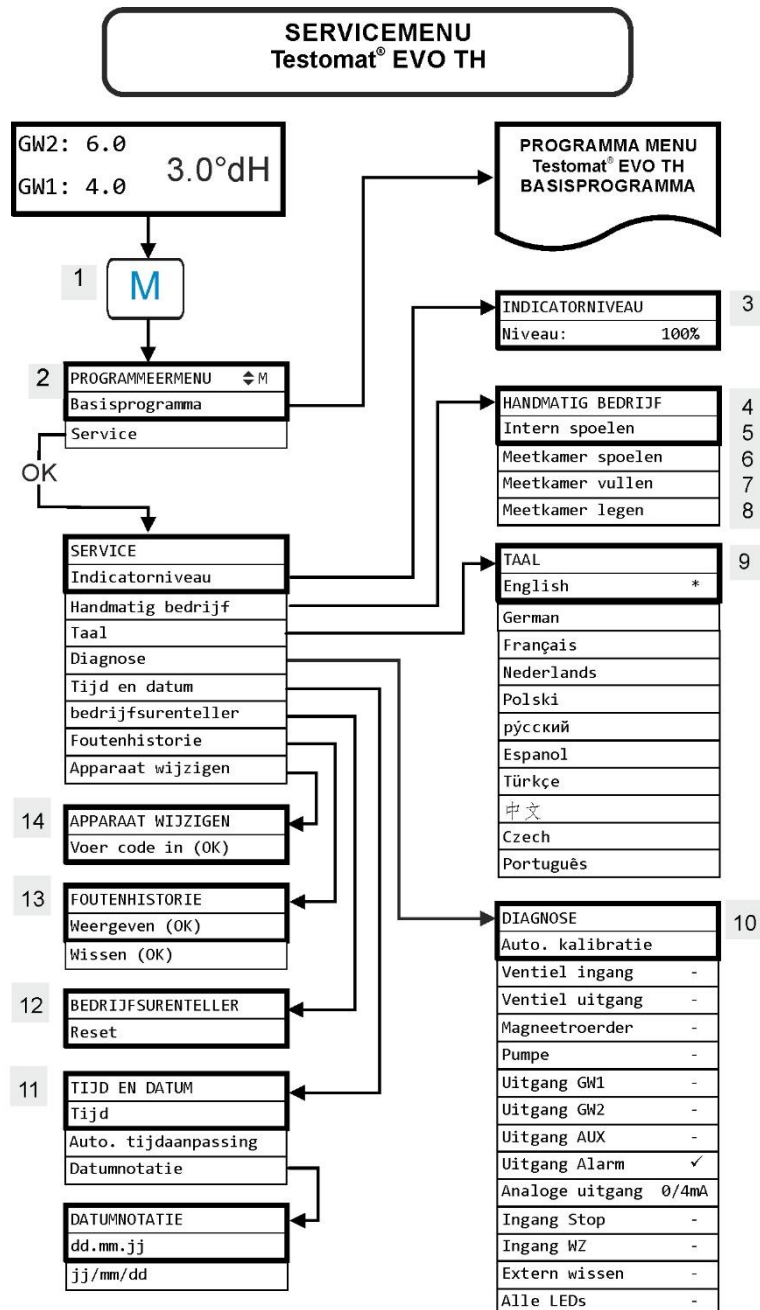 SERVICEMENU
Testomat® EVO TH
GW2: 6.0
3.0°dH
GW1: 4.0
PROGRAMMA MENU
Testomat® EVO TH
BASISPROGRAMMA
1
M
2
PROGRAMMEERMENU M
Basisprogramma
Service
OK
INDICATORNIVEAU
3
Niveau: 100%
HANDMATIG BEDRIJF
4
Intern spoelen
5
Meetkamer spoelen
6
Meetkamer vullen
7
Meetkamer legen
8
SERVICE
Indicatorniveau
Handmatig bedrijf
Taal
Diagnose
Tijd en datum
bedrijfsurenteller
Foutenhistorie
Apparaat wijzigen
TAAL
9
English *
German
Français
Nederlands
Polski
ру́сский
Espanol
Türkçe
中文
Czech
Português
14
APPARAAT WIJZIGEN
Voer code in (OK)
13
FOUTENHISTORIE
Weergeven (OK)
Wissen (OK)
12
BEDRIJFSURENTELLER
Reset
11
TIJD EN DATUM
Tijd
Auto. tijdaanpassing
Datumnotatie
DATUMNOTATIE
dd.mm.jj
jj/mm/dd
DIAGNOSE
10
Auto. kalibratie
Ventiel ingang -
Ventiel uitgang -
Magneetroerder -
Pumpe -
Uitgang GW1 -
Uitgang GW2 -
Uitgang AUX -
Uitgang Alarm ✓
Analoge uitgang 0/4mA
Ingang Stop -
Ingang WZ -
Extern wissen -
Alle LEDs -